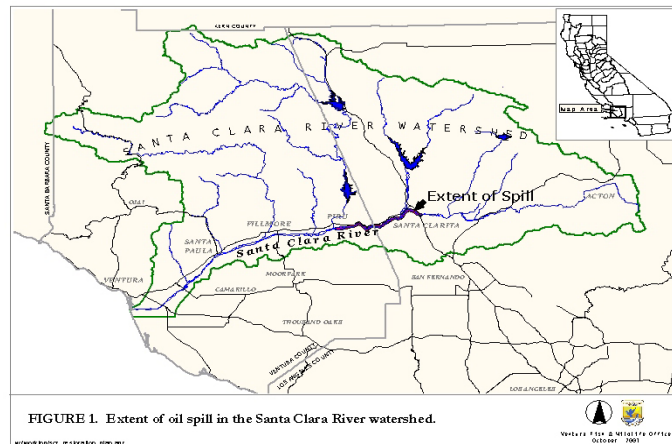 KERN COUNTY
Map Area
SANTA CLARA RIVER WATERSHED
SANTA BARBARA COUNTY
Extent of Spill
ACTON
OJAI
FILLMORE
PIRU
SANTA CLARITA
SANTA
PAULA
Santa Clara River
VENTURA
MOORPARK
SAN FERNANDO
CAMARILLO
THOUSAND OAKS
VENTURA COUNTY
LOS ANGELES COUNTY
LOS ANGELES
FIGURE 1. Extent of oil spill in the Santa Clara River watershed.
Ventura Fish & Wildlife Office
October 2001